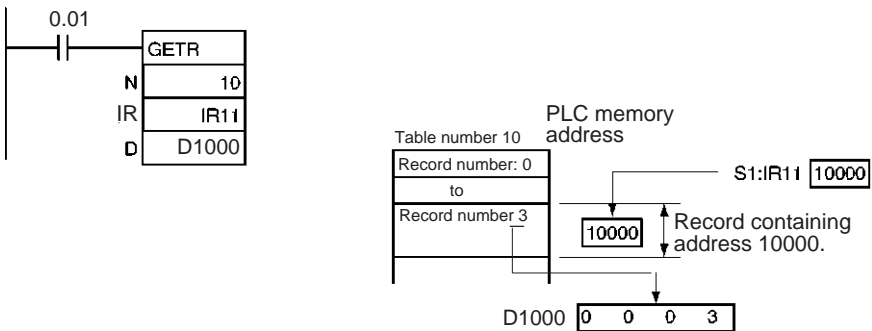 0.01
GETR
N 10
IR IR11
D D1000
PLC memory
address
Table number 10
Record number: 0
to
Record number 3
S1:IR11 10000
10000
Record containing
address 10000.
D1000 0 0 0 3